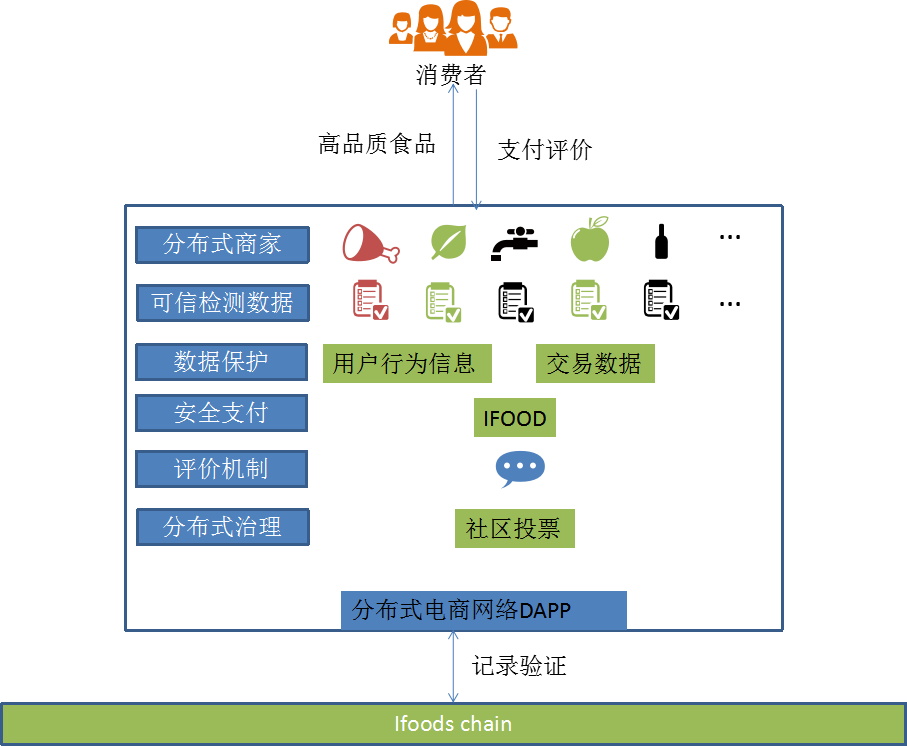 消费者
高品质食品
支付评价
分布式商家
...
可信检测数据
...
数据保护
用户行为信息
交易数据
安全支付
IFOOD
评价机制
分布式治理
社区投票
分布式电商网络DAPP
记录验证
Ifoods chain